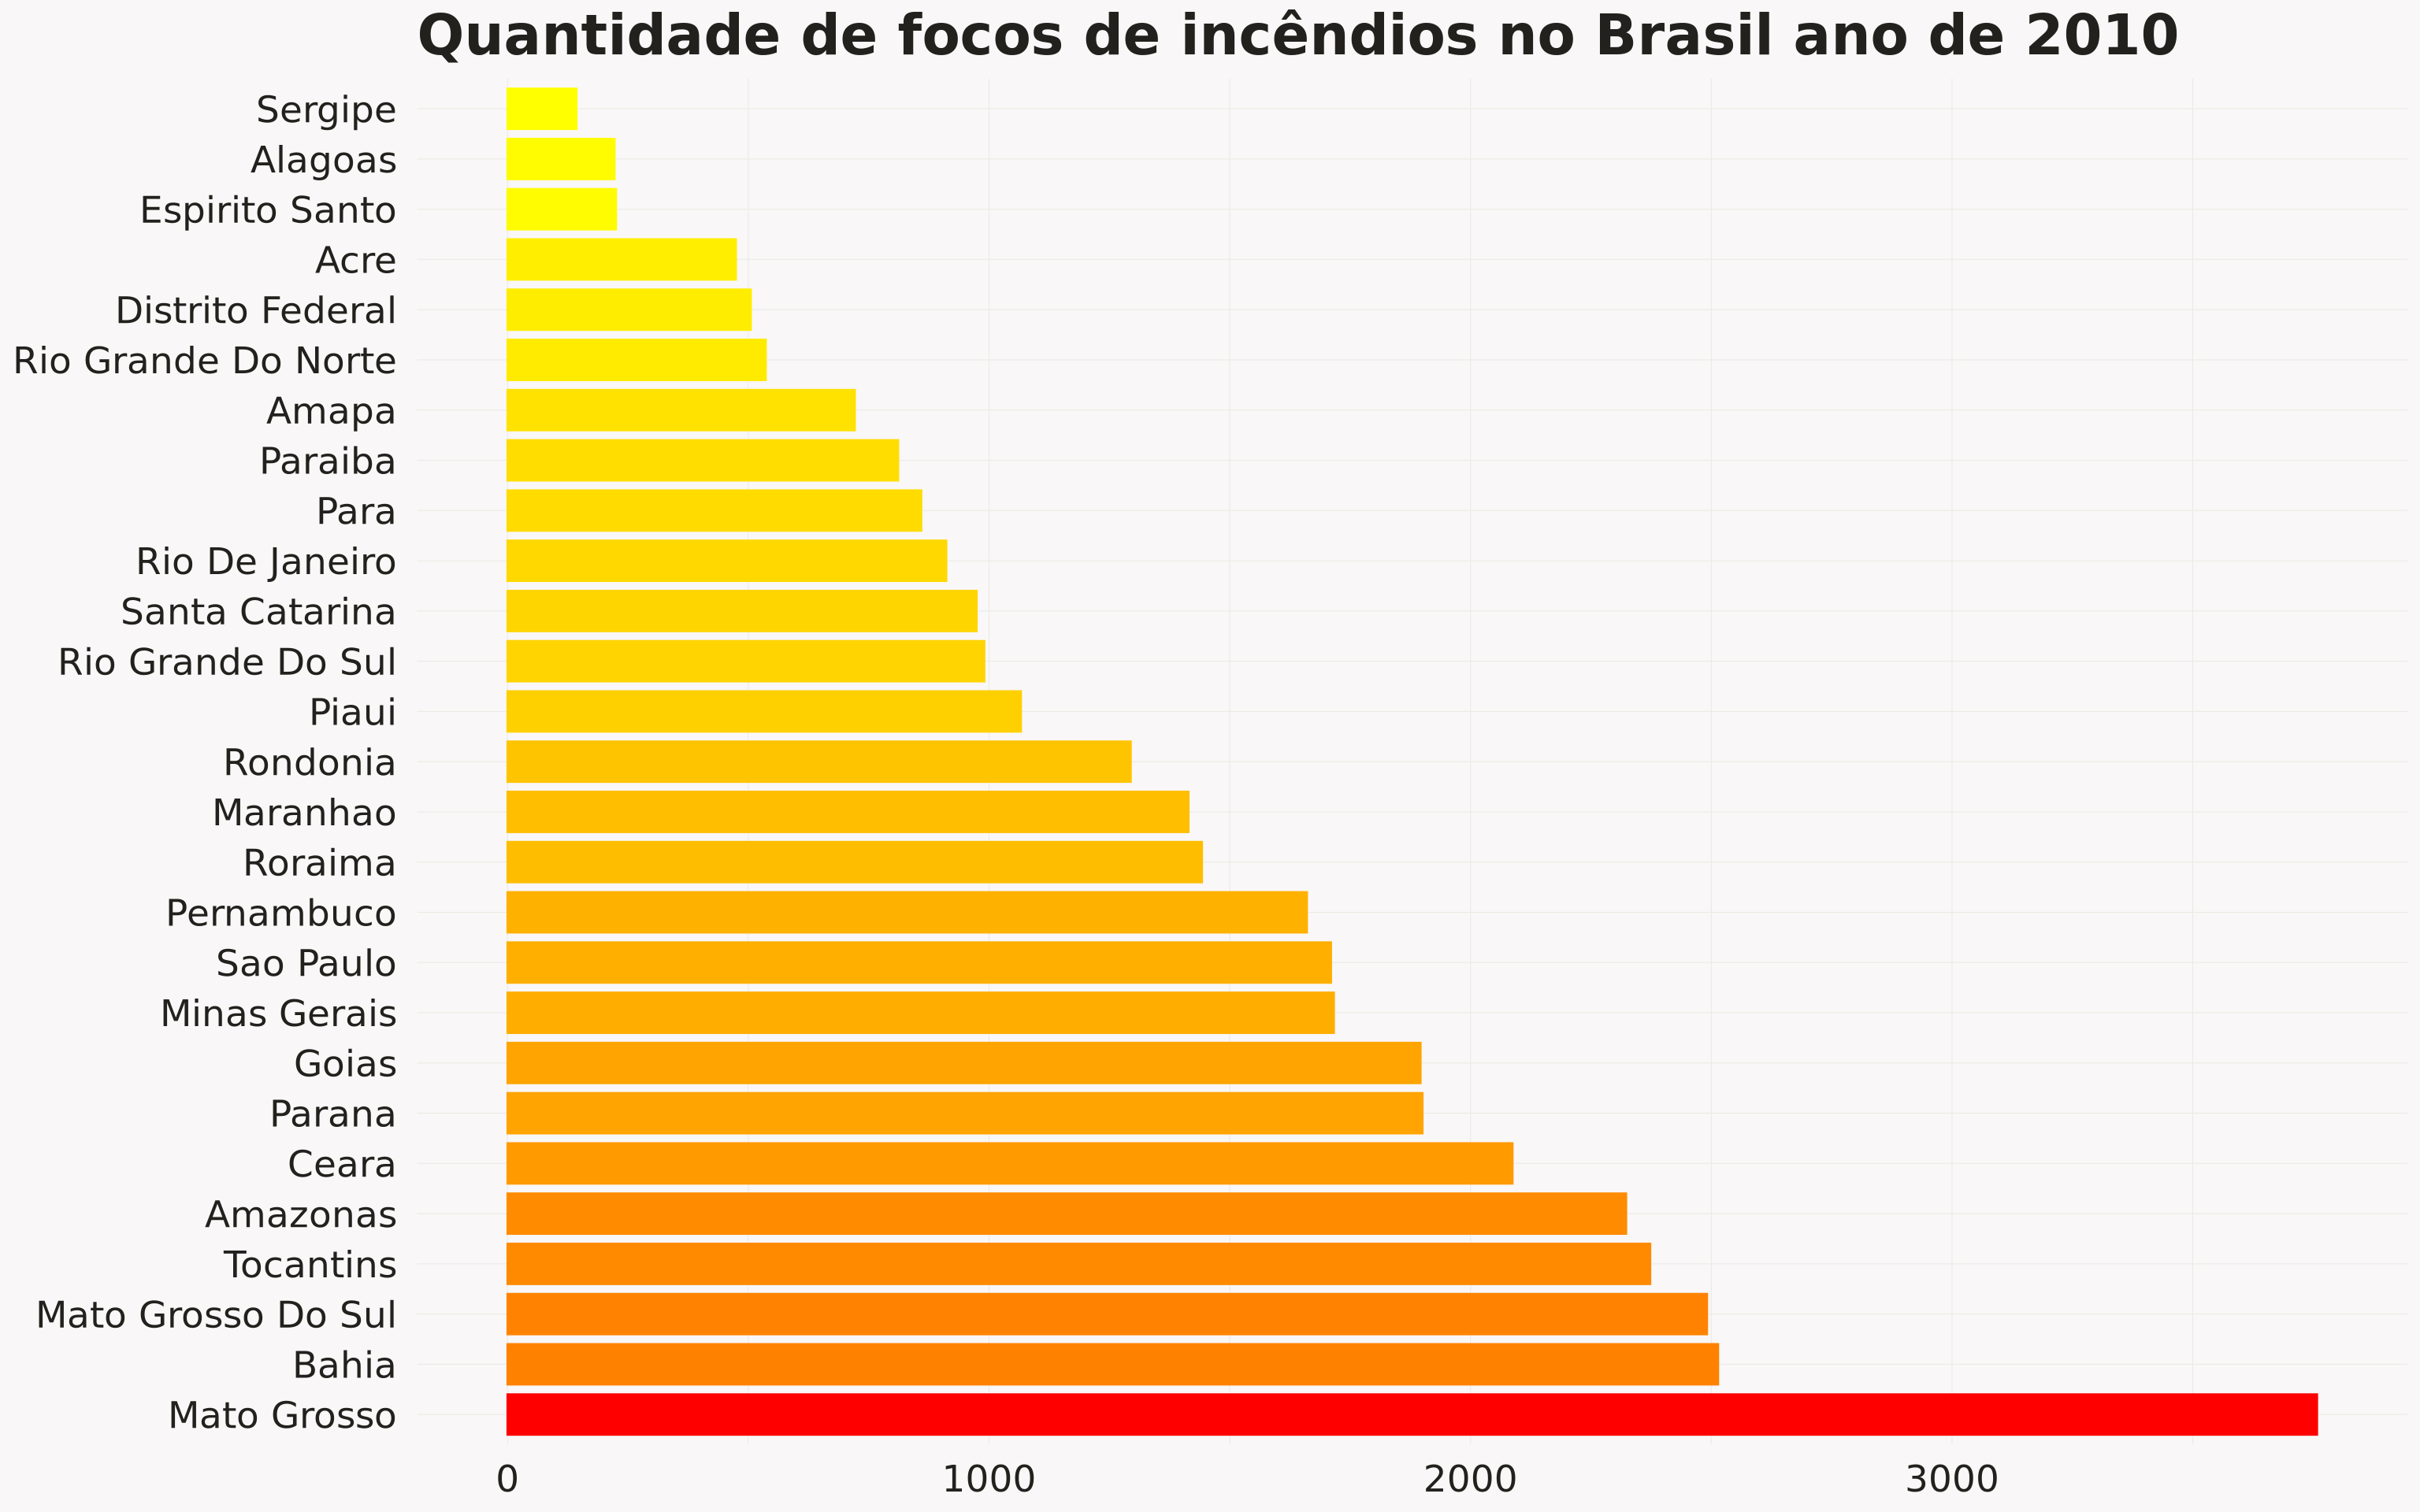 Quantidade de focos de incêndios no Brasil ano de 2010
Sergipe
Alagoas
Espirito Santo
Acre
Distrito Federal
Rio Grande Do Norte
Amapa
Paraiba
Para
Rio De Janeiro
Santa Catarina
Rio Grande Do Sul
Piaui
Rondonia
Maranhao
Roraima
Pernambuco
Sao Paulo
Minas Gerais
Goias
Parana
Ceara
Amazonas
Tocantins
Mato Grosso Do Sul
Bahia
Mato Grosso
0 1000 2000 3000